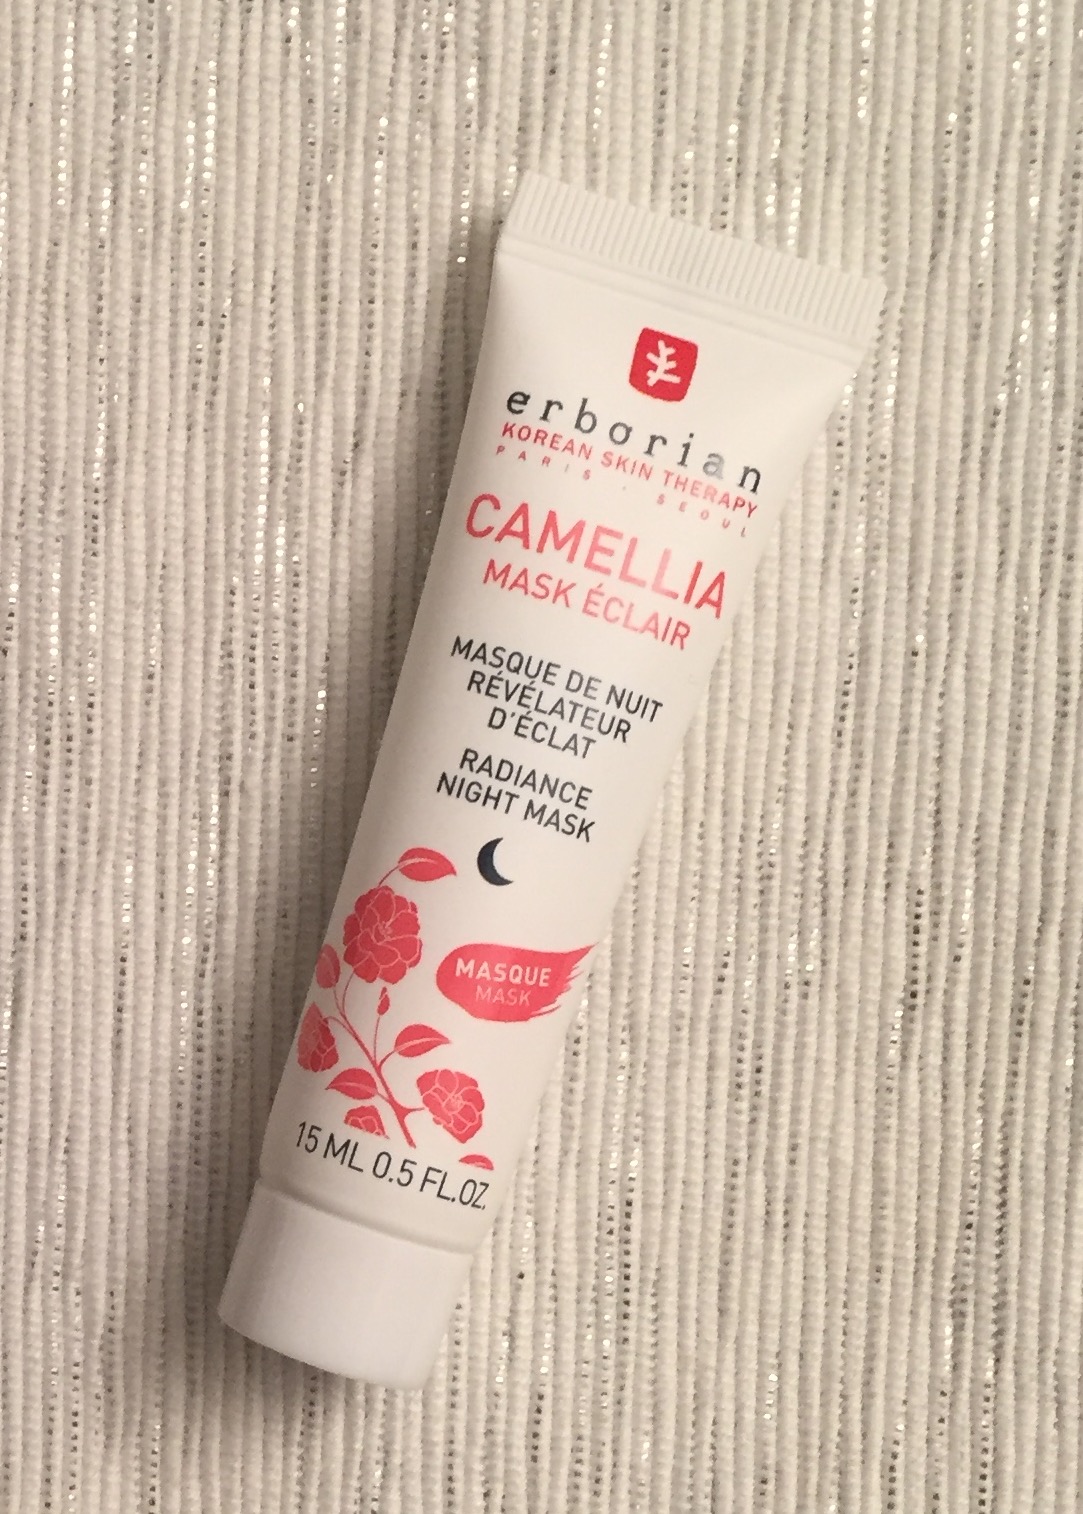 erborian
KOREAN SKIN THERAPY
PARIS · SEOUL
CAMELLIA
MASK ÉCLAIR
MASQUE DE NUIT
RÉVÉLATEUR
D'ÉCLAT
RADIANCE
NIGHT MASK
MASQUE
MASK
15 ML 0.5 FL.OZ.